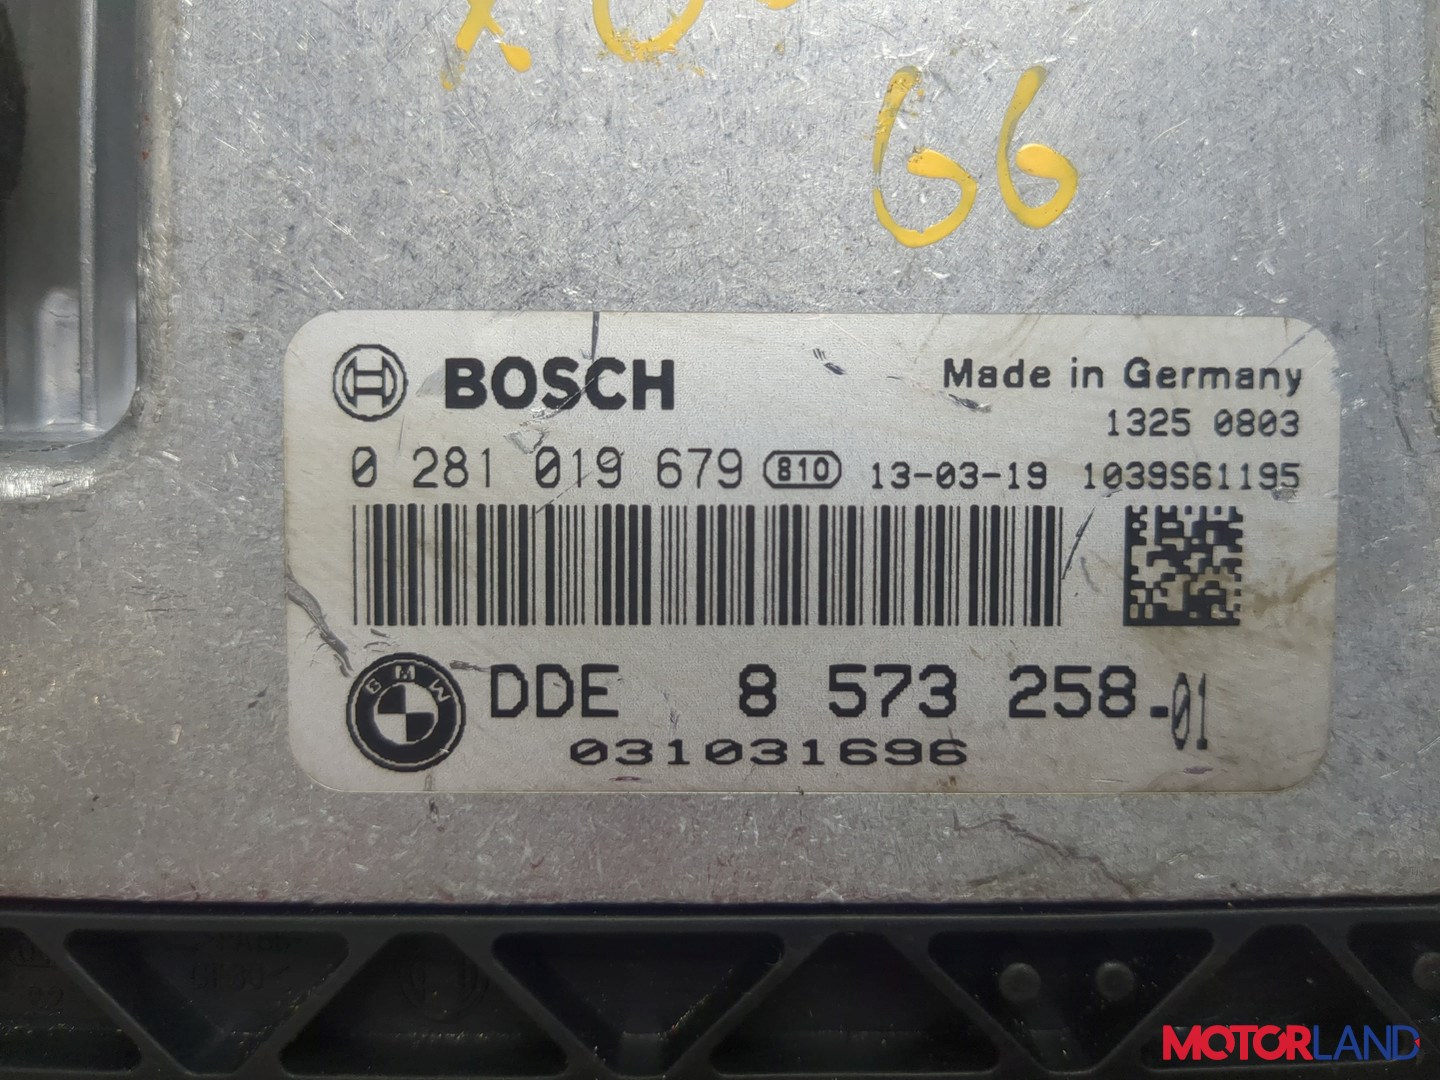 66
BOSCH
Made in Germany
1325 0803
0 281 019 679 810 13-03-19 1039S61195
BMW DDE 8 573 258-01
031031696
MOTORLAND